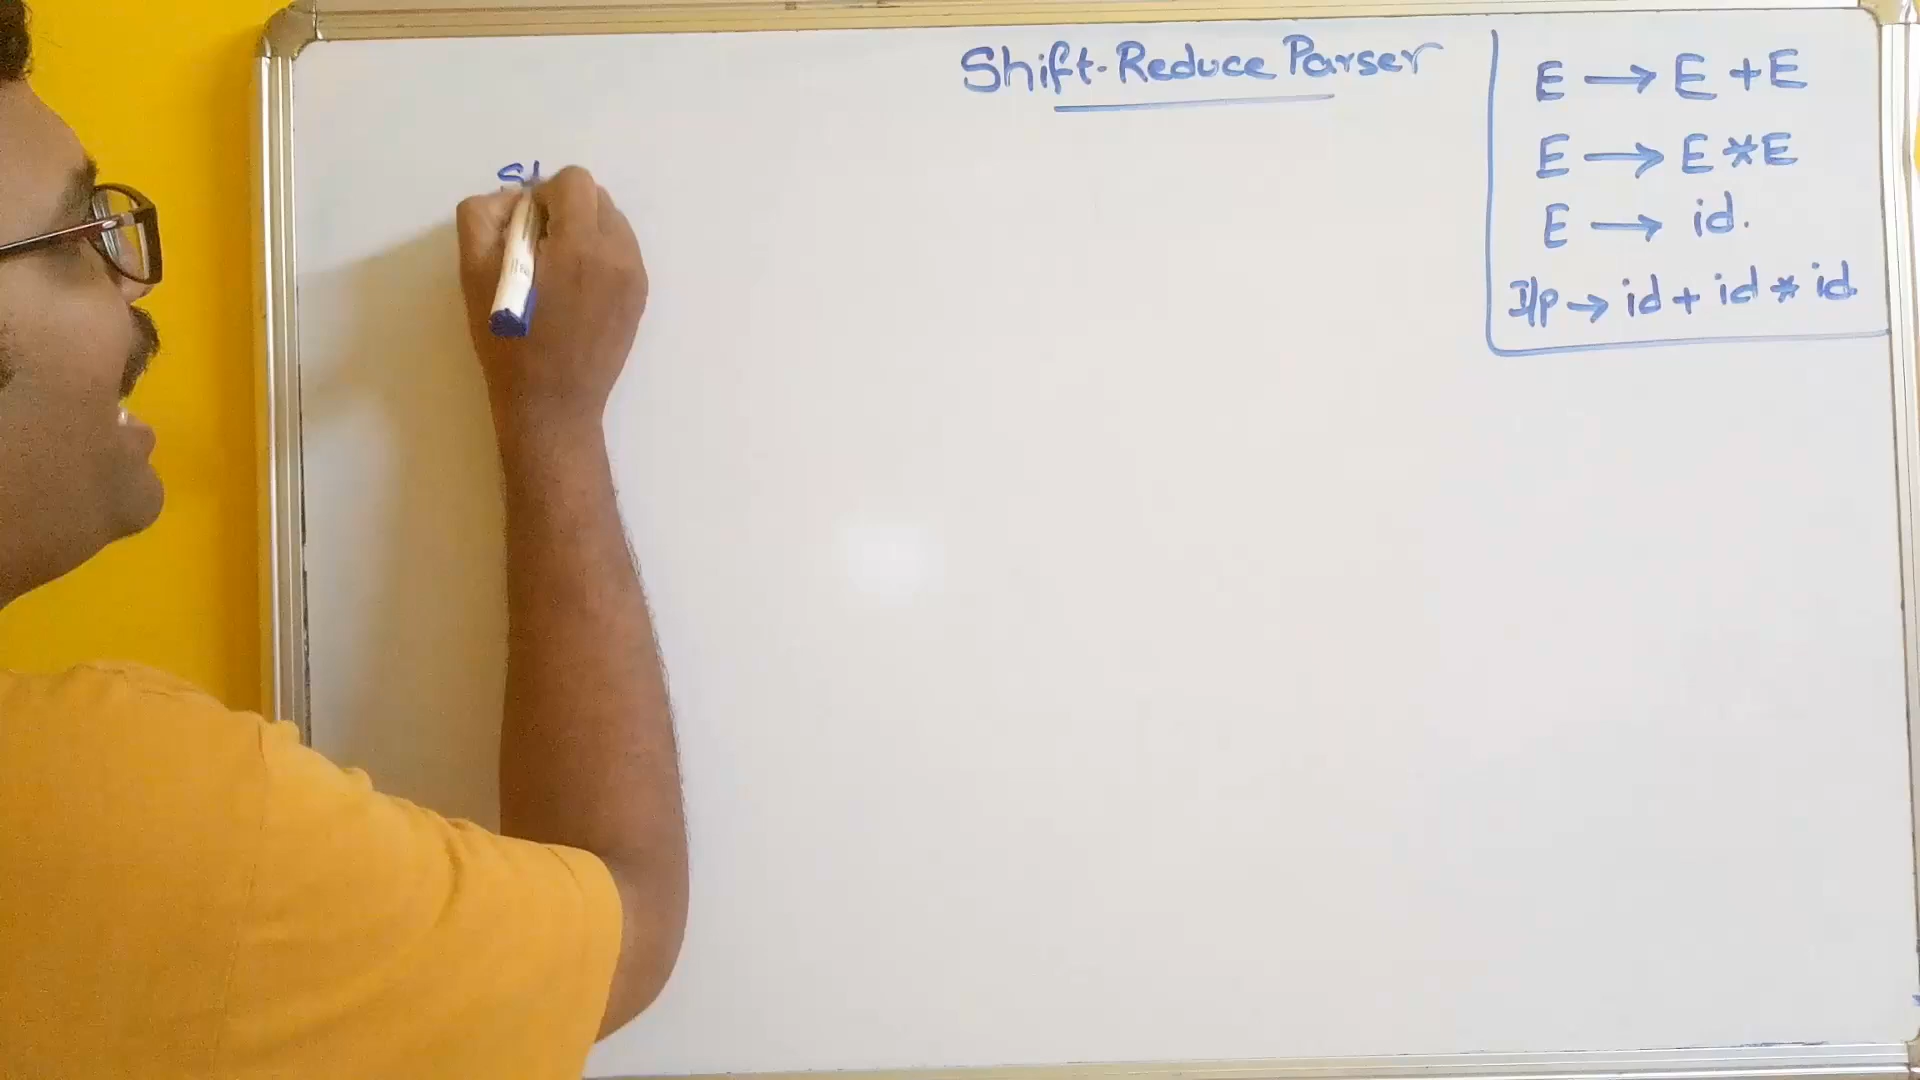 Shift-Reduce Parser
E → E + E
E → E * E
E → id.
I/p → id + id * id